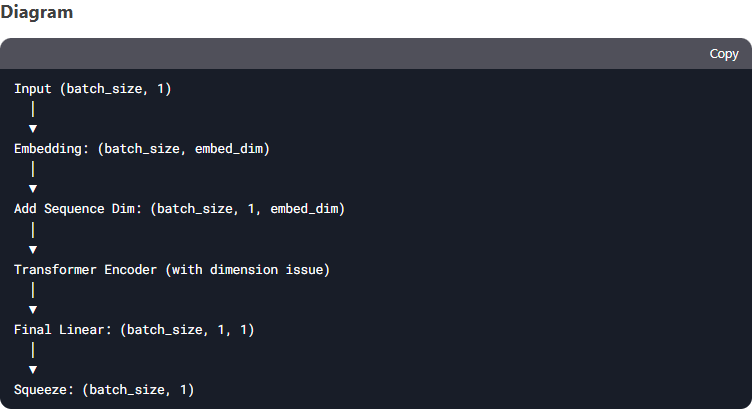 Diagram
Copy
Input (batch_size, 1)
│
▼
Embedding: (batch_size, embed_dim)
│
▼
Add Sequence Dim: (batch_size, 1, embed_dim)
│
▼
Transformer Encoder (with dimension issue)
│
▼
Final Linear: (batch_size, 1, 1)
│
▼
Squeeze: (batch_size, 1)